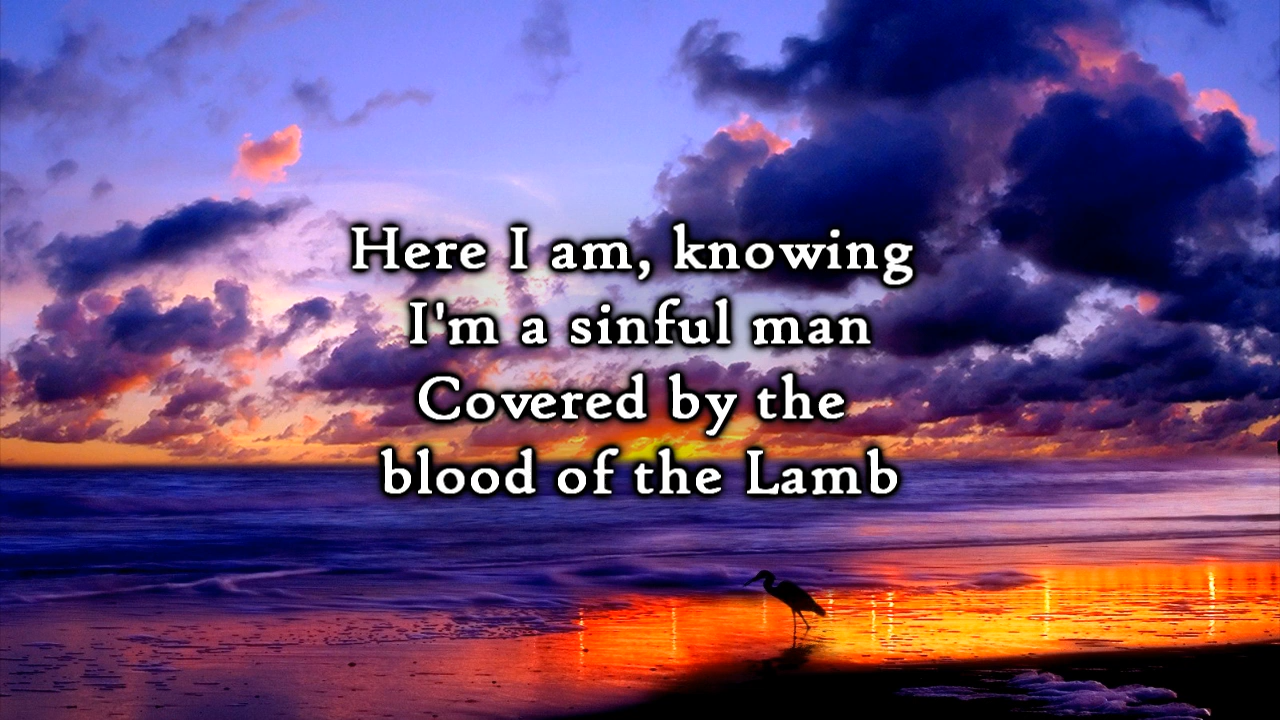 Here I am, knowing
I'm a sinful man
Covered by the
blood of the Lamb